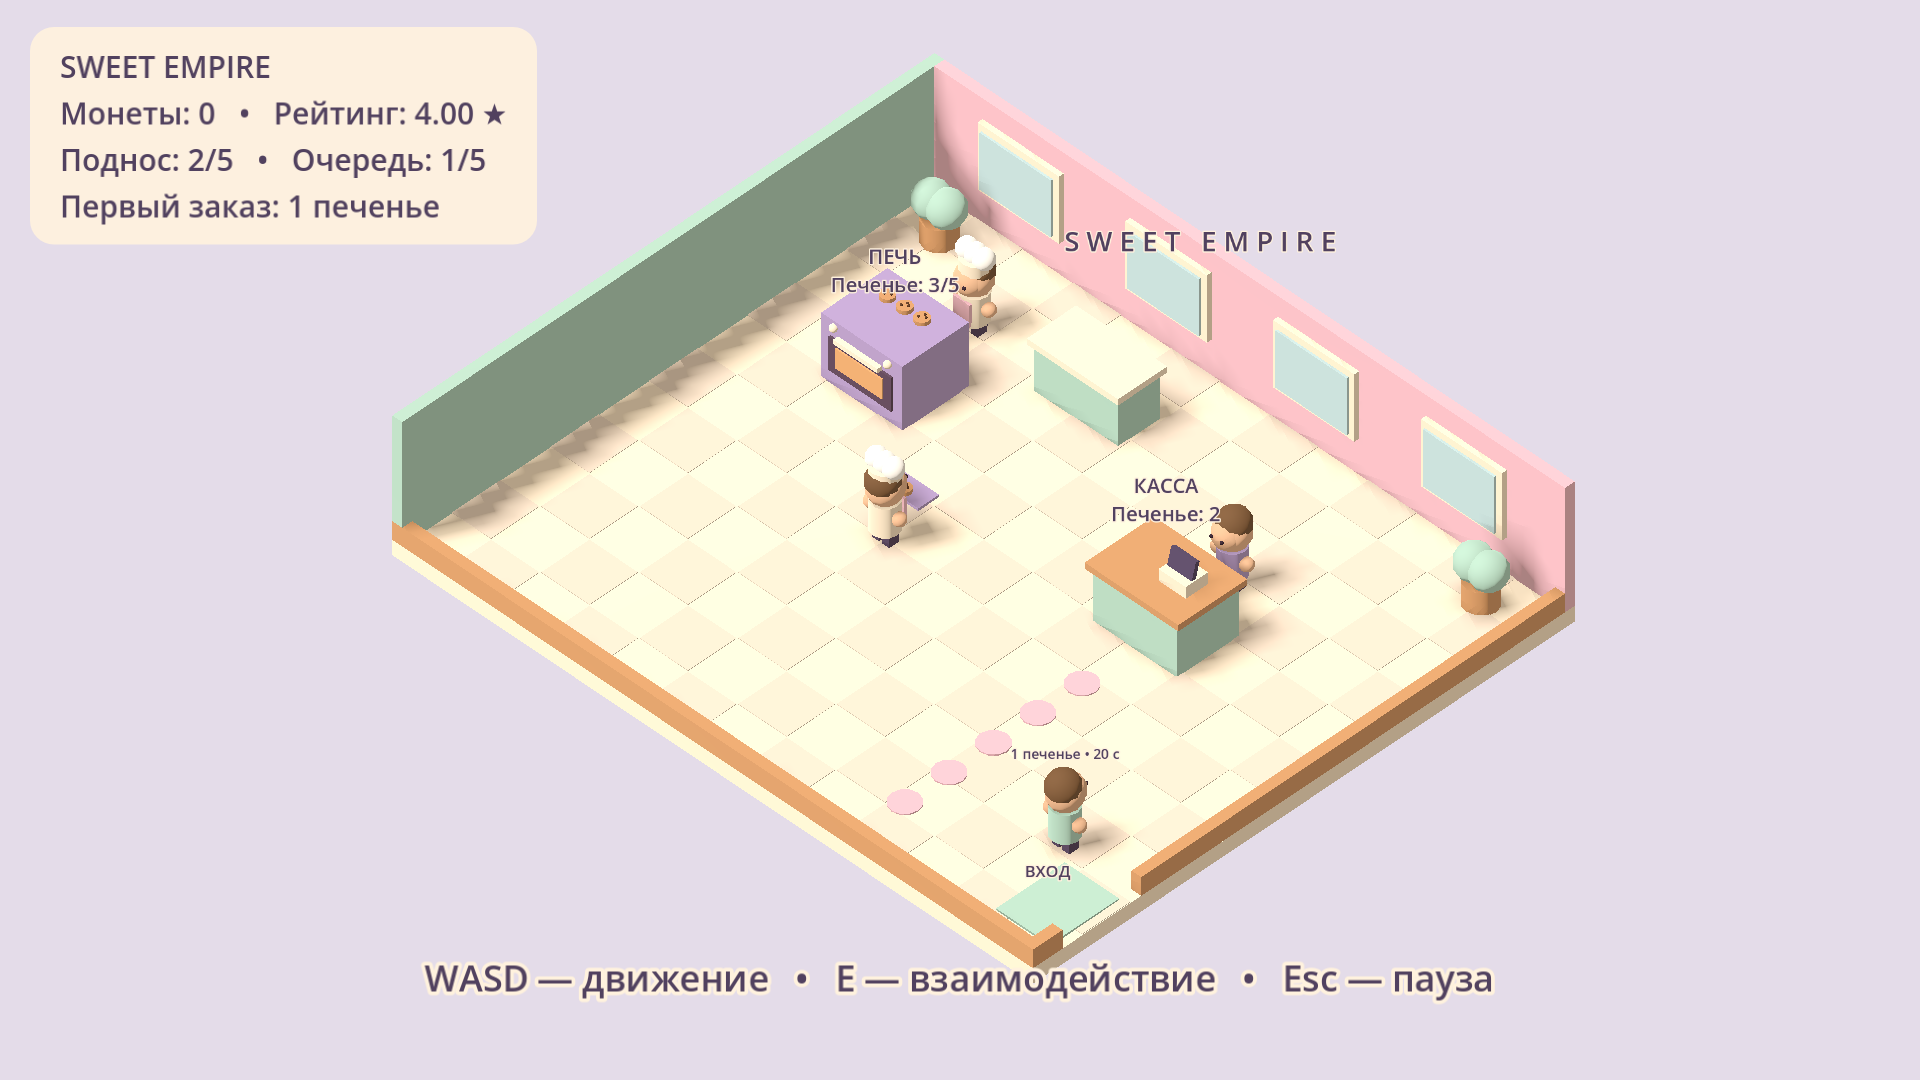 SWEET EMPIRE
Монеты: 0 • Рейтинг: 4.00 ★
Поднос: 2/5 • Очередь: 1/5
Первый заказ: 1 печенье
SWEET EMPIRE
ПЕЧЬ
Печенье: 3/5
КАССА
Печенье: 2
1 печенье • 20 с
ВХОД
WASD — движение • E — взаимодействие • Esc — пауза